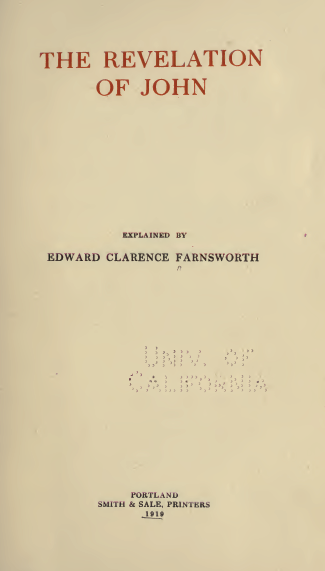 THE REVELATION
OF JOHN
EXPLAINED BY
EDWARD CLARENCE FARNSWORTH
UNIV. OF
CALIFORNIA
PORTLAND
SMITH & SALE, PRINTERS
1919